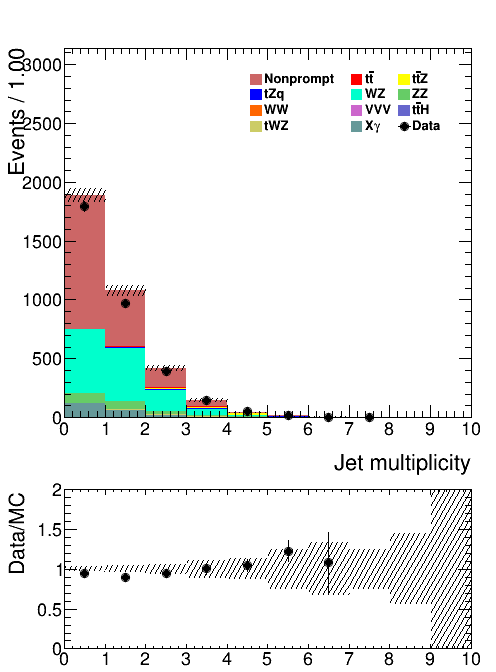 Events / 1.00
3000
2500
2000
1500
1000
500
0
Nonprompt tt̄ tt̄Z
tZq WZ ZZ
WW VVV tt̄H
tWZ Xγ Data
0 1 2 3 4 5 6 7 8 9 10
Jet multiplicity
Data/MC
2
1.5
1
0.5
0
0 1 2 3 4 5 6 7 8 9 10